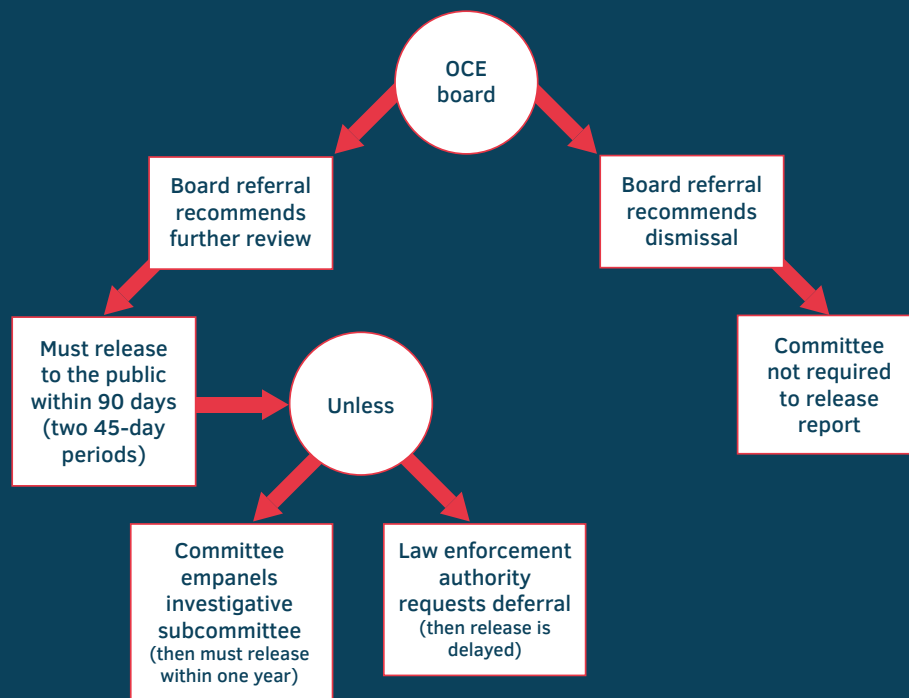 OCE
board
Board referral
recommends
further review
Board referral
recommends
dismissal
Must release
to the public
within 90 days
(two 45-day
periods)
Unless
Committee
not required
to release
report
Committee
empanels
investigative
subcommittee
(then must release
within one year)
Law enforcement
authority
requests deferral
(then release is
delayed)